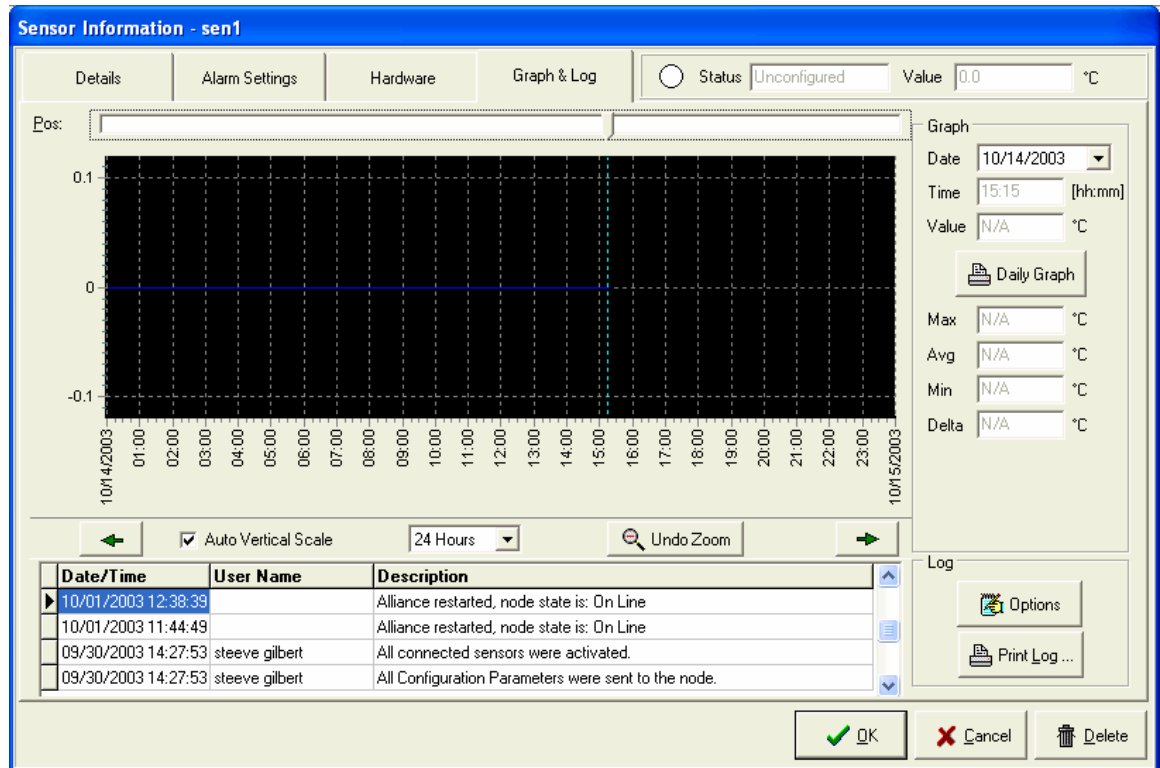 Sensor Information - sen1
Details Alarm Settings Hardware Graph & Log Status Unconfigured Value 0.0 °C
Pos:
Graph
Date 10/14/2003
Time 15:15 [hh:mm]
Value N/A °C
Daily Graph
Max N/A °C
Avg N/A °C
Min N/A °C
Delta N/A °C
0.1
0
-0.1
10/14/2003 01:00 02:00 03:00 04:00 05:00 06:00 07:00 08:00 09:00 10:00 11:00 12:00 13:00 14:00 15:00 16:00 17:00 18:00 19:00 20:00 21:00 22:00 23:00 10/15/2003
Auto Vertical Scale 24 Hours Undo Zoom
Date/Time User Name Description
10/01/2003 12:38:39 Alliance restarted, node state is: On Line
10/01/2003 11:44:49 Alliance restarted, node state is: On Line
09/30/2003 14:27:53 steeve gilbert All connected sensors were activated.
09/30/2003 14:27:53 steeve gilbert All Configuration Parameters were sent to the node.
Log
Options
Print Log ...
OK Cancel Delete